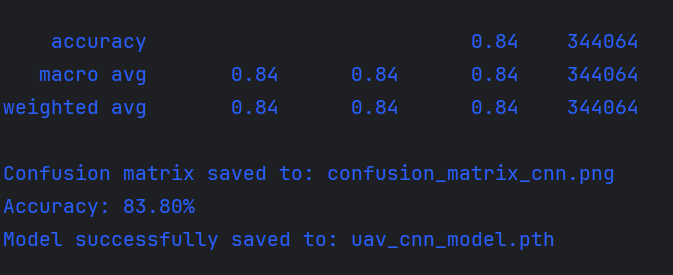 accuracy 0.84 344064
macro avg 0.84 0.84 0.84 344064
weighted avg 0.84 0.84 0.84 344064
Confusion matrix saved to: confusion_matrix_cnn.png
Accuracy: 83.80%
Model successfully saved to: uav_cnn_model.pth